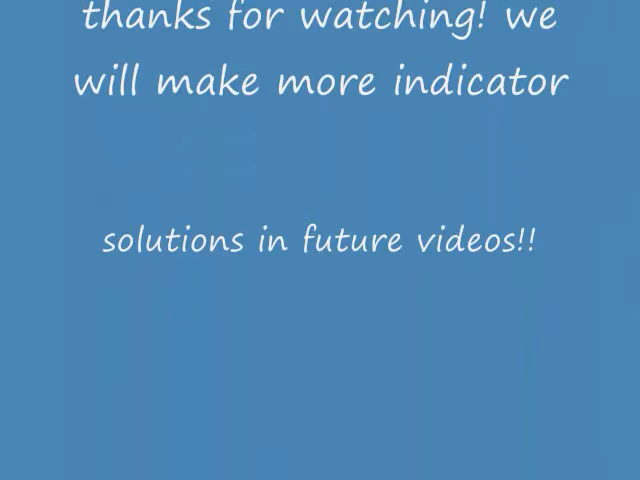 thanks for watching! we
will make more indicator
solutions in future videos!!